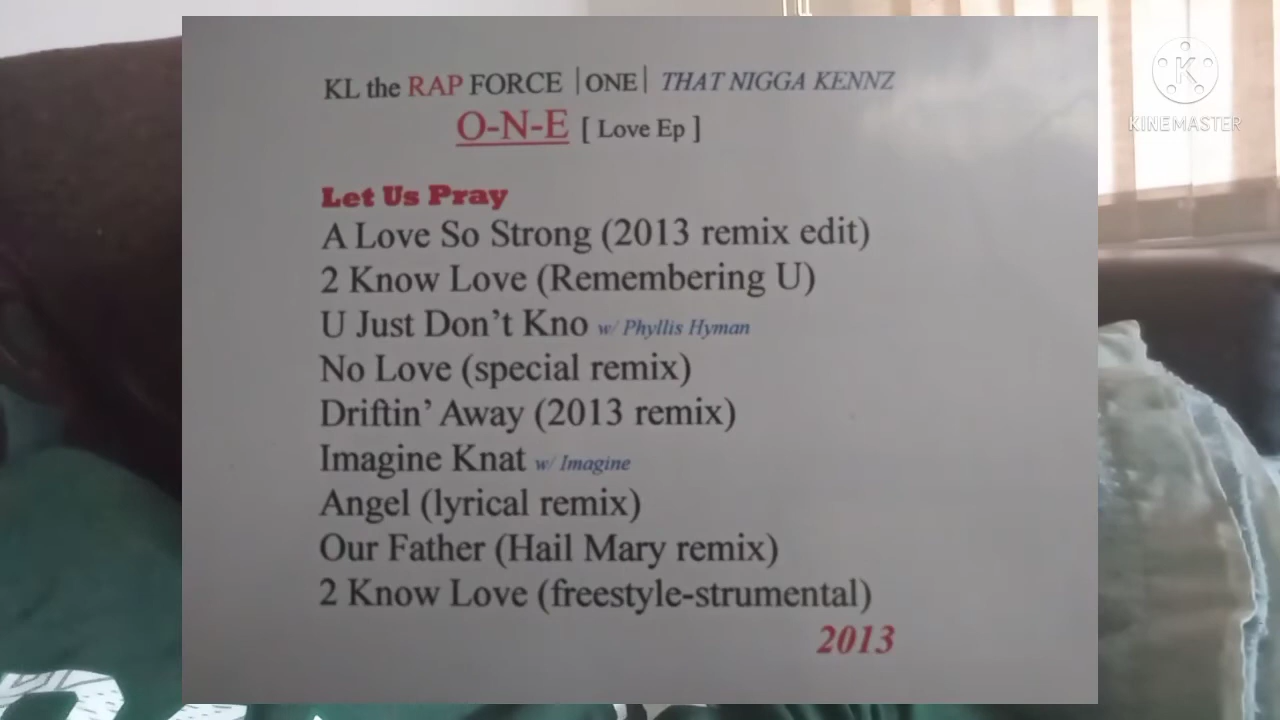 KL the RAP FORCE |ONE| THAT NIGGA KENNZ
O-N-E [ Love Ep ]
Let Us Pray
A Love So Strong (2013 remix edit)
2 Know Love (Remembering U)
U Just Don't Kno w/ Phyllis Hyman
No Love (special remix)
Driftin' Away (2013 remix)
Imagine Knat w/ Imagine
Angel (lyrical remix)
Our Father (Hail Mary remix)
2 Know Love (freestyle-strumental)
2013
K
KINEMASTER